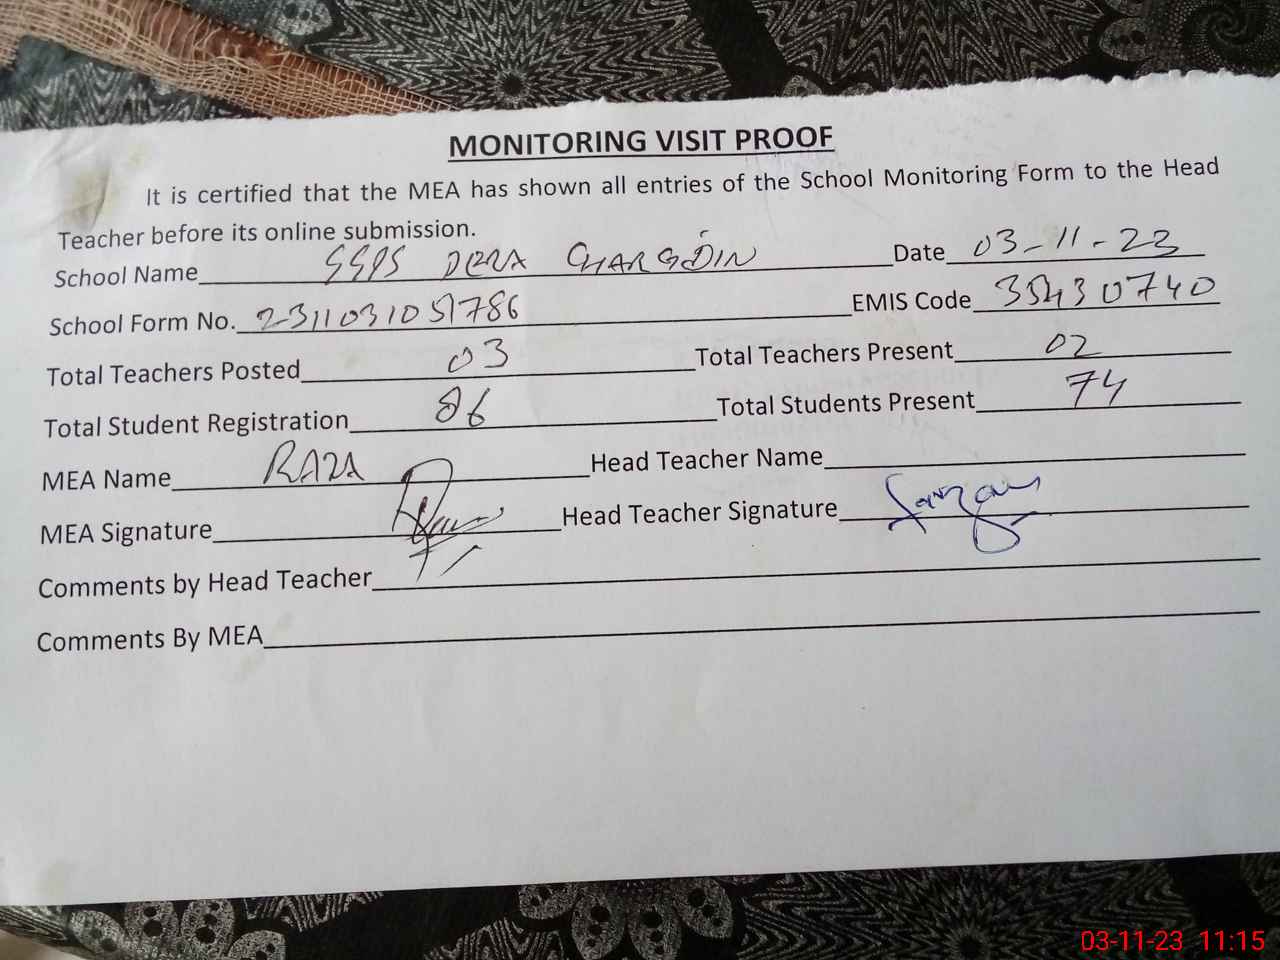 MONITORING VISIT PROOF
It is certified that the MEA has shown all entries of the School Monitoring Form to the Head
Teacher before its online submission.
School Name DERA Date 03-11-23
School Form No. EMIS Code 35430740
Total Teachers Posted 03 Total Teachers Present 02
Total Student Registration 86 Total Students Present 74
MEA Name RAZA Head Teacher Name
MEA Signature Head Teacher Signature
Comments by Head Teacher
Comments By MEA
03-11-23 11:15